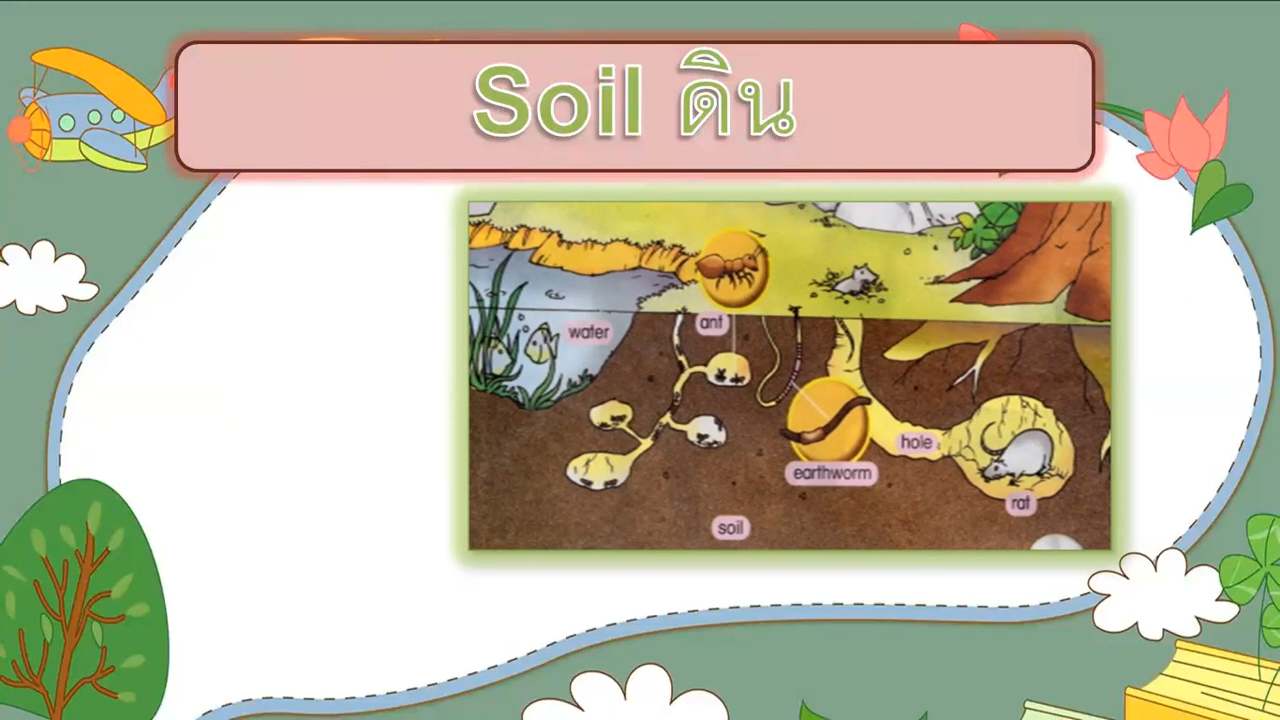 Soil ดิน
water
ant
hole
earthworm
rat
soil